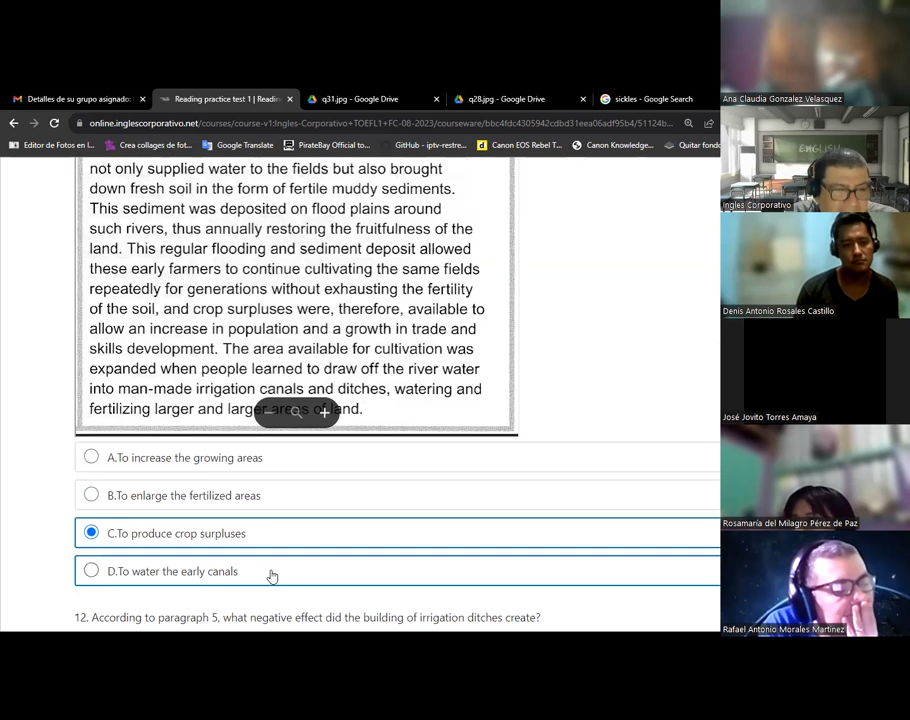 Detalles de su grupo asignado:
Reading practice test 1 | Readin
q31.jpg - Google Drive
q28.jpg - Google Drive
sickles - Google Search
online.inglescorporativo.net/courses/course-v1:Ingles-Corporativo+TOEFL1+FC-08-2023/courseware/bbc4fdc4305942cdbd31eea06adf95b4/51124b...
Editor de Fotos en l...
Crea collages de fot...
Google Translate
PirateBay Official to...
GitHub - iptv-restre...
Canon EOS Rebel T...
Canon Knowledge...
Quitar fondo
not only supplied water to the fields but also brought
down fresh soil in the form of fertile muddy sediments.
This sediment was deposited on flood plains around
such rivers, thus annually restoring the fruitfulness of the
land. This regular flooding and sediment deposit allowed
these early farmers to continue cultivating the same fields
repeatedly for generations without exhausting the fertility
of the soil, and crop surpluses were, therefore, available to
allow an increase in population and a growth in trade and
skills development. The area available for cultivation was
expanded when people learned to draw off the river water
into man-made irrigation canals and ditches, watering and
fertilizing larger and larger areas of land.
A.To increase the growing areas
B.To enlarge the fertilized areas
C.To produce crop surpluses
D.To water the early canals
12. According to paragraph 5, what negative effect did the building of irrigation ditches create?
Ana Claudia Gonzalez Velasquez
ENGLISH
Ingles Corporativo
Denis Antonio Rosales Castillo
José Jovito Torres Amaya
Rosamaría del Milagro Pérez de Paz
Rafael Antonio Morales Martinez